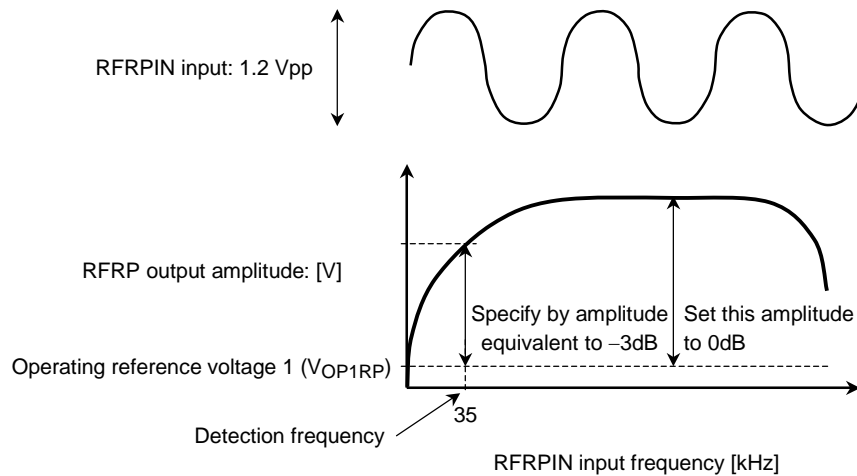 RFRPIN input: 1.2 Vpp
RFRP output amplitude: [V]
Specify by amplitude
equivalent to −3dB
Set this amplitude
to 0dB
Operating reference voltage 1 (VOP1RP)
35
Detection frequency
RFRPIN input frequency [kHz]